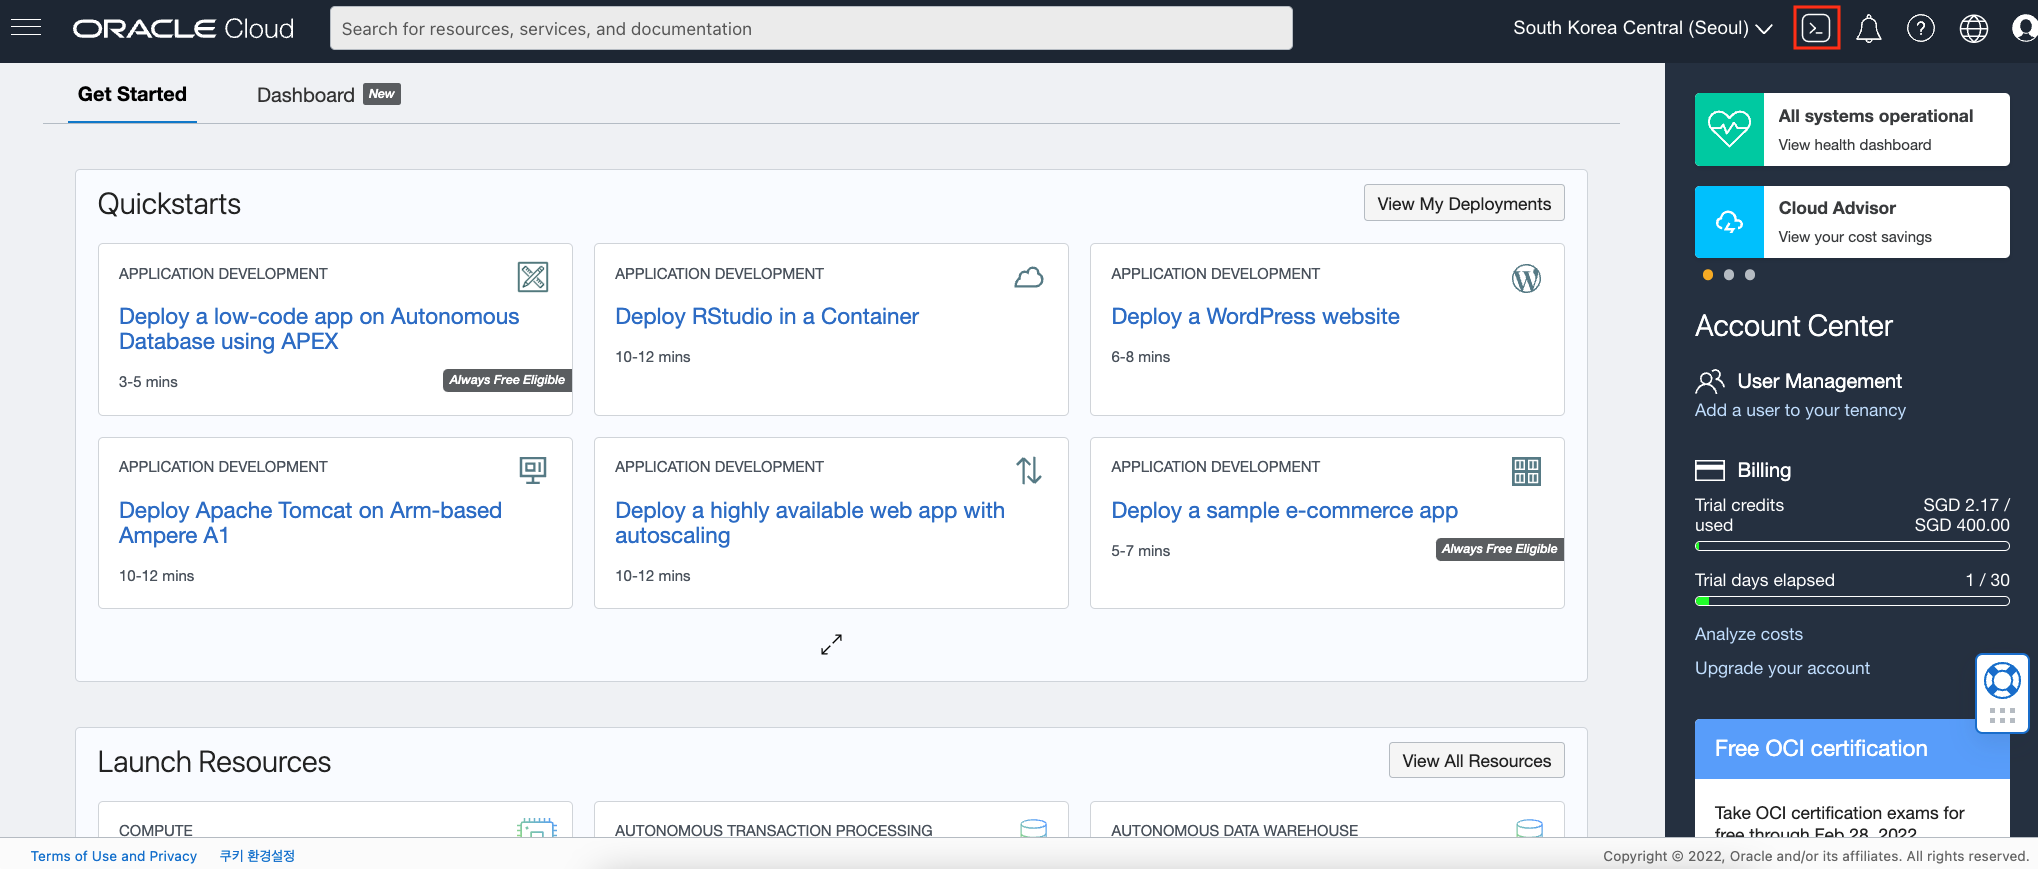 ORACLE Cloud
Search for resources, services, and documentation
South Korea Central (Seoul)
Get Started
Dashboard New
Quickstarts
View My Deployments
APPLICATION DEVELOPMENT
Deploy a low-code app on Autonomous
Database using APEX
3-5 mins
Always Free Eligible
APPLICATION DEVELOPMENT
Deploy RStudio in a Container
10-12 mins
APPLICATION DEVELOPMENT
Deploy a WordPress website
6-8 mins
APPLICATION DEVELOPMENT
Deploy Apache Tomcat on Arm-based
Ampere A1
10-12 mins
APPLICATION DEVELOPMENT
Deploy a highly available web app with
autoscaling
10-12 mins
APPLICATION DEVELOPMENT
Deploy a sample e-commerce app
5-7 mins
Always Free Eligible
Launch Resources
View All Resources
COMPUTE
AUTONOMOUS TRANSACTION PROCESSING
AUTONOMOUS DATA WAREHOUSE
All systems operational
View health dashboard
Cloud Advisor
View your cost savings
Account Center
User Management
Add a user to your tenancy
Billing
Trial credits used SGD 2.17 / SGD 400.00
Trial days elapsed 1 / 30
Analyze costs
Upgrade your account
Free OCI certification
Take OCI certification exams for
free through Feb 28, 2022
Terms of Use and Privacy 쿠키 환경설정
Copyright © 2022, Oracle and/or its affiliates. All rights reserved.